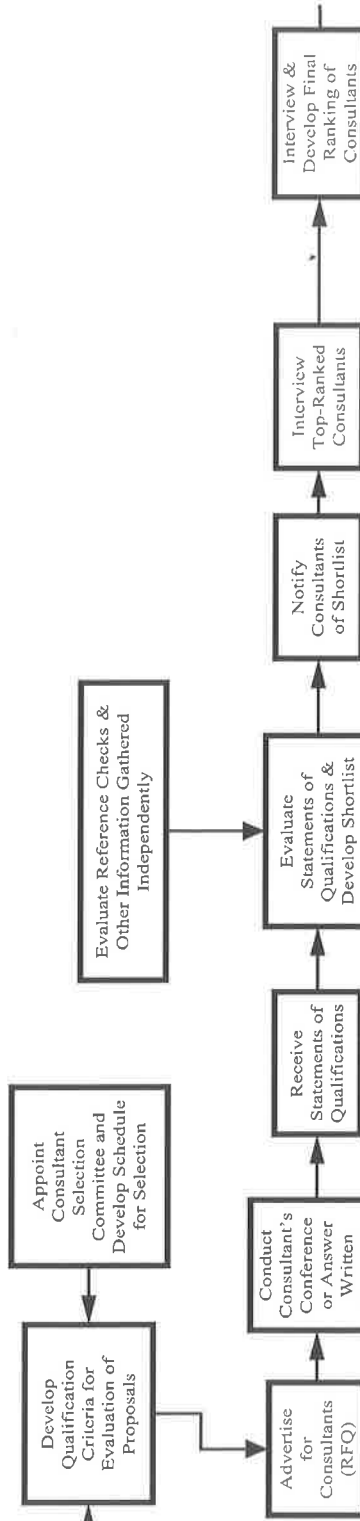 Appoint
Consultant
Selection
Committee and
Develop Schedule
for Selection
Develop
Qualification
Criteria for
Evaluation of
Proposals
Evaluate Reference Checks &
Other Information Gathered
Independently
Advertise
for
Consultants
(RFQ)
Conduct
Consultant's
Conference
or Answer
Written
Receive
Statements of
Qualifications
Evaluate
Statements of
Qualifications &
Develop Shortlist
Notify
Consultants
of Shortlist
Interview
Top-Ranked
Consultants
Interview &
Develop Final
Ranking of
Consultants